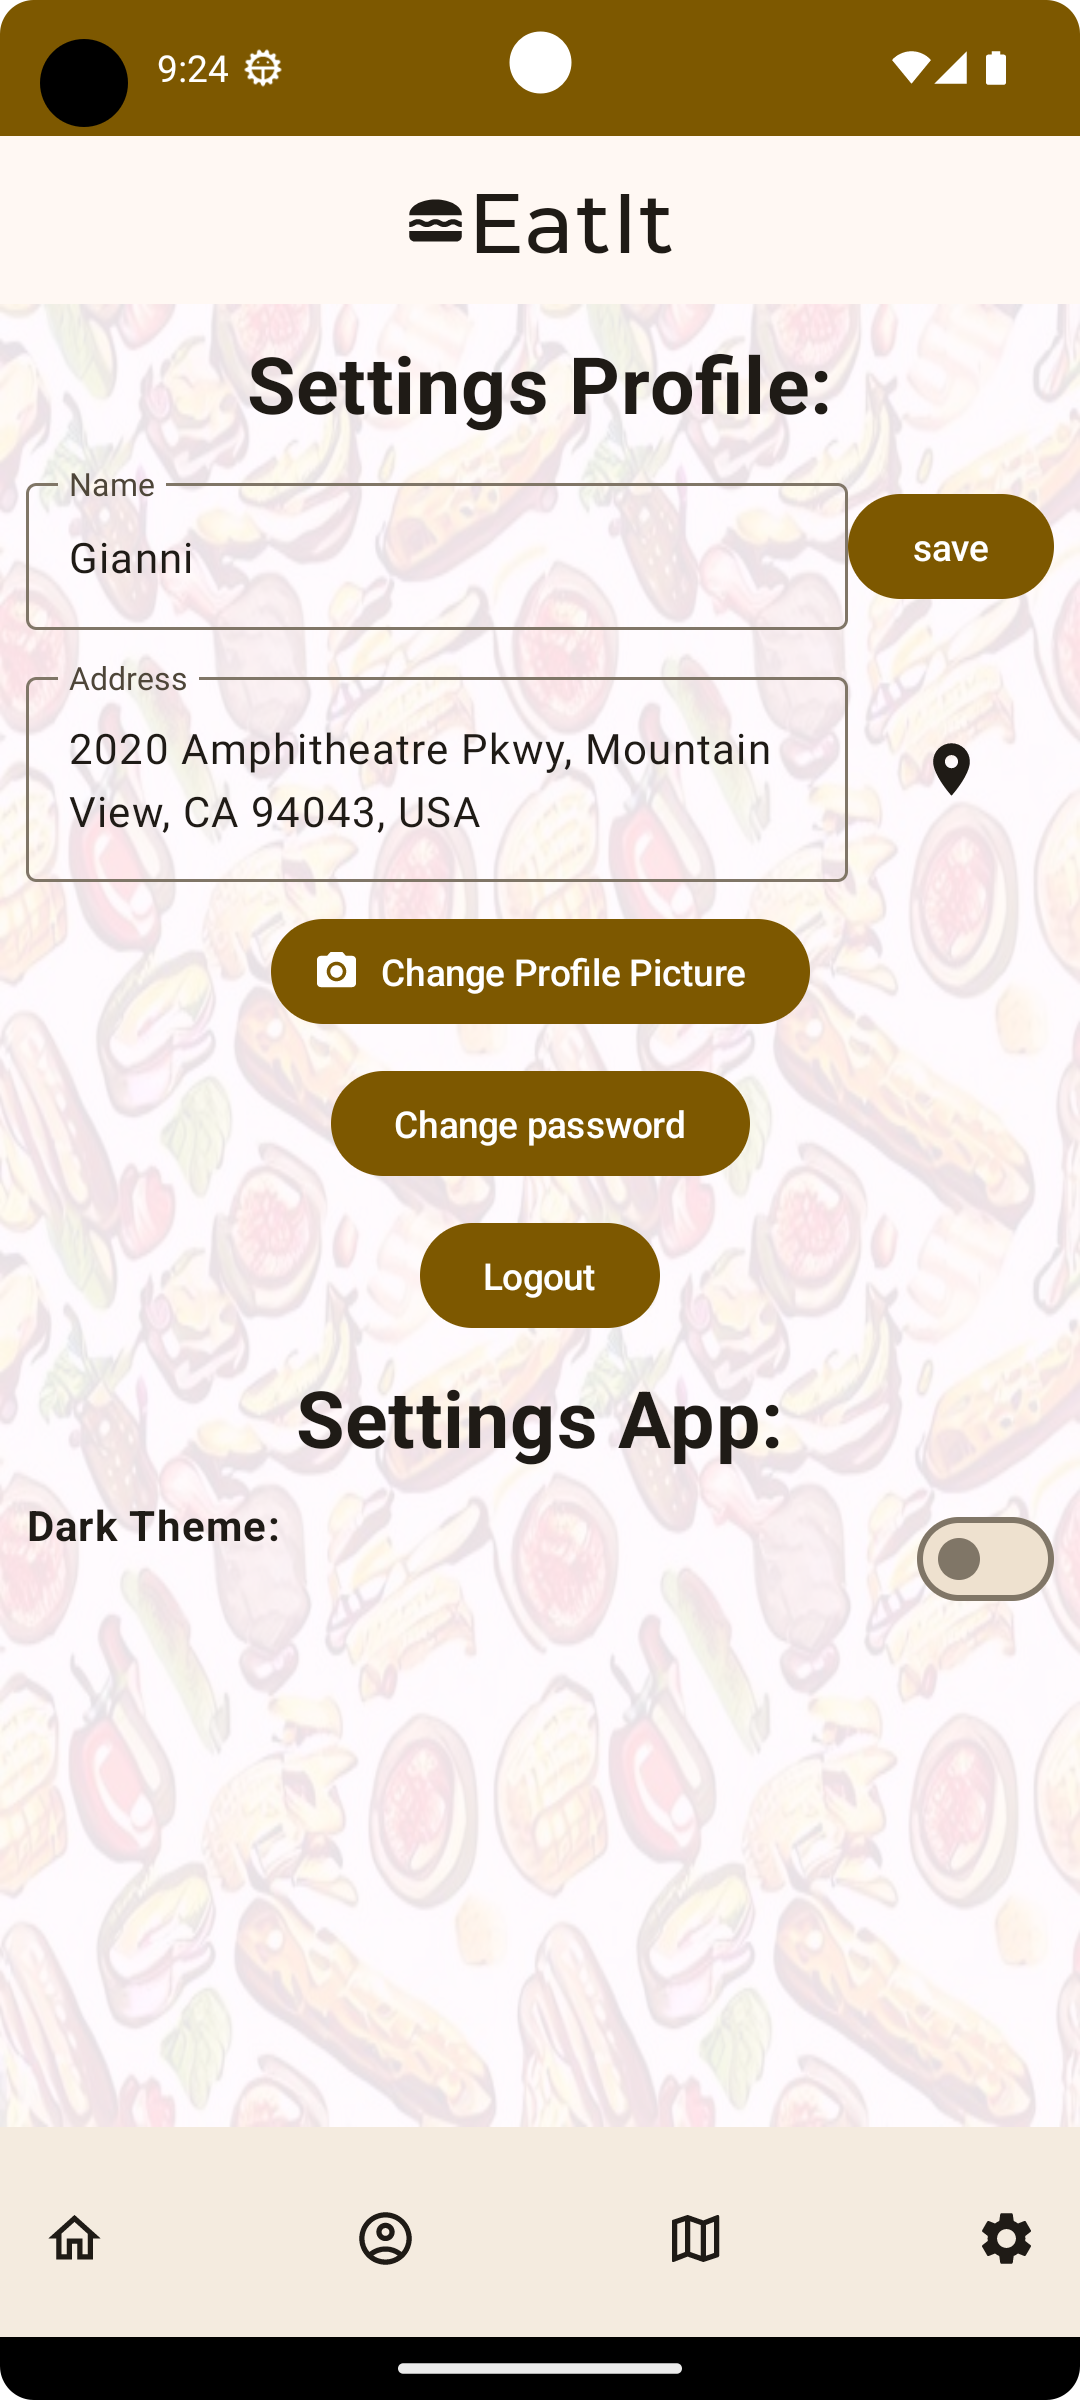 9:24
EatIt
Settings Profile:
Name
Gianni
save
Address
2020 Amphitheatre Pkwy, Mountain
View, CA 94043, USA
Change Profile Picture
Change password
Logout
Settings App:
Dark Theme: